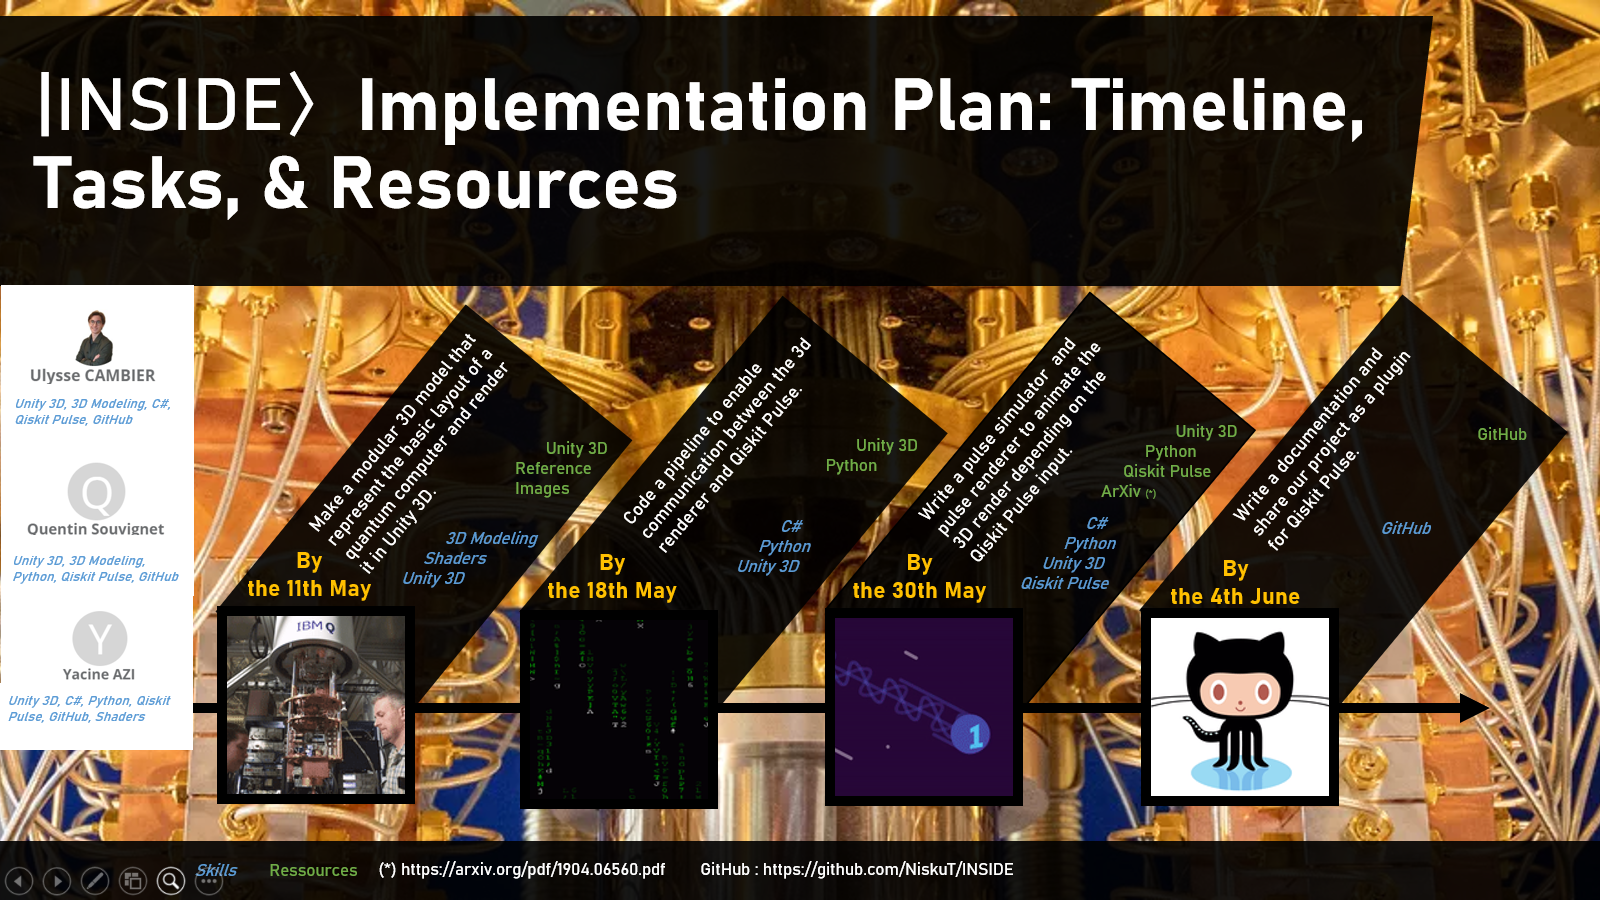 |INSIDE⟩ Implementation Plan: Timeline,
Tasks, & Resources
Ulysse CAMBIER
Unity 3D, 3D Modeling, C#,
Qiskit Pulse, GitHub
Q
Quentin Souvignet
Unity 3D, 3D Modeling,
Python, Qiskit Pulse, GitHub
Y
Yacine AZI
Unity 3D, C#, Python, Qiskit
Pulse, GitHub, Shaders
Make a modular 3D model that
represent the basic layout of a
quantum computer and render
it in Unity 3D.
Unity 3D
Reference
Images
3D Modeling
Shaders
Unity 3D
By
the 11th May
IBM Q
Code a pipeline to enable
communication between the 3d
renderer and Qiskit Pulse.
Unity 3D
Python
C#
Python
Unity 3D
By
the 18th May
Write a pulse simulator and
pulse renderer to animate the
3D render depending on the
Qiskit Pulse input.
Unity 3D
Python
Qiskit Pulse
ArXiv (*)
C#
Python
Unity 3D
Qiskit Pulse
By
the 30th May
1
Write a documentation and
share our project as a plugin
for Qiskit Pulse.
GitHub
GitHub
By
the 4th June
Skills Ressources (*) https://arxiv.org/pdf/1904.06560.pdf GitHub : https://github.com/NiskuT/INSIDE